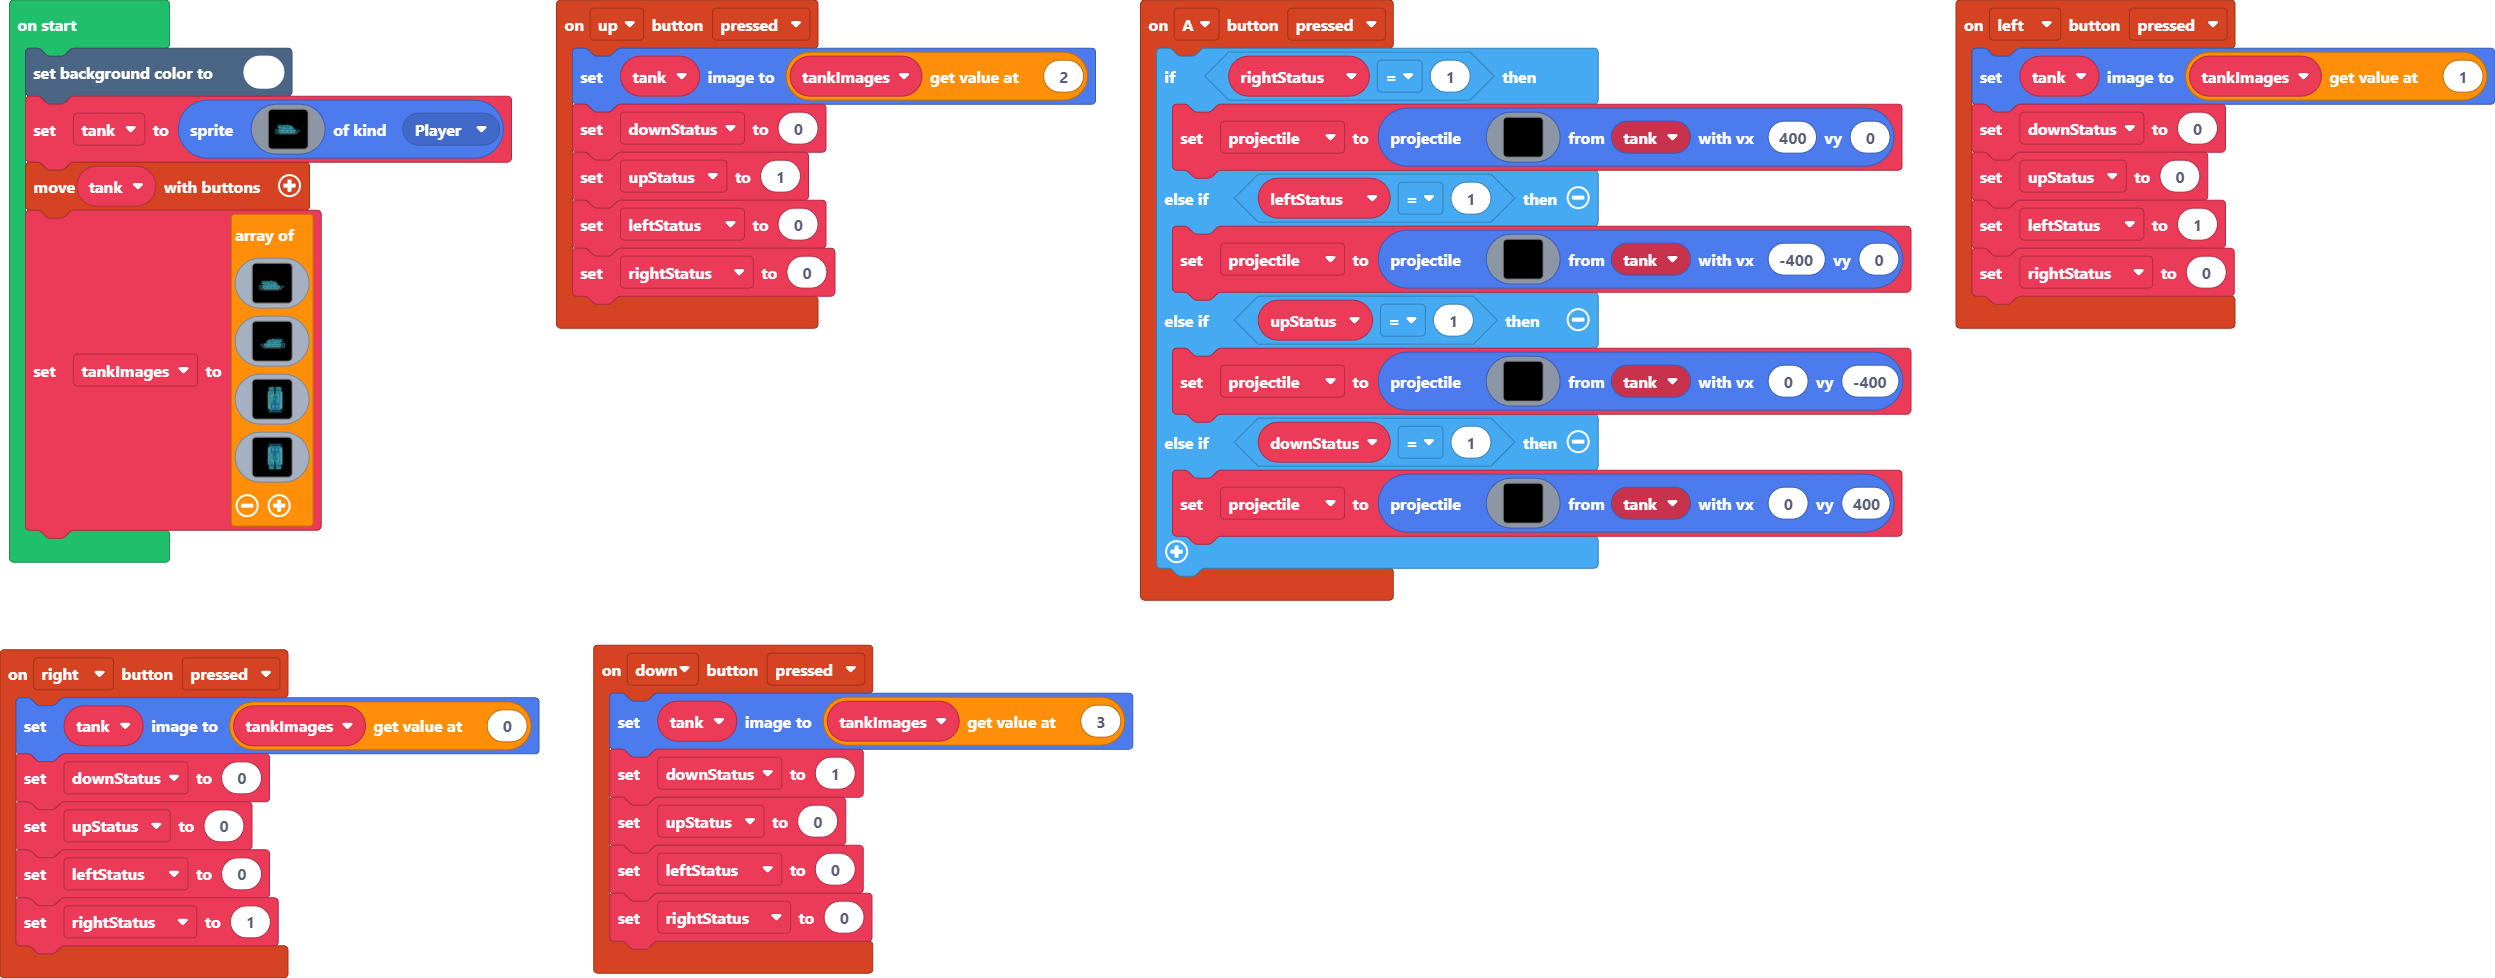 on start
set background color to
set tank to sprite of kind Player
move tank with buttons
set tankImages to array of
on up button pressed
set tank image to tankImages get value at 2
set downStatus to 0
set upStatus to 1
set leftStatus to 0
set rightStatus to 0
on A button pressed
if rightStatus = 1 then
set projectile to projectile from tank with vx 400 vy 0
else if leftStatus = 1 then
set projectile to projectile from tank with vx -400 vy 0
else if upStatus = 1 then
set projectile to projectile from tank with vx 0 vy -400
else if downStatus = 1 then
set projectile to projectile from tank with vx 0 vy 400
on left button pressed
set tank image to tankImages get value at 1
set downStatus to 0
set upStatus to 0
set leftStatus to 1
set rightStatus to 0
on right button pressed
set tank image to tankImages get value at 0
set downStatus to 0
set upStatus to 0
set leftStatus to 0
set rightStatus to 1
on down button pressed
set tank image to tankImages get value at 3
set downStatus to 1
set upStatus to 0
set leftStatus to 0
set rightStatus to 0